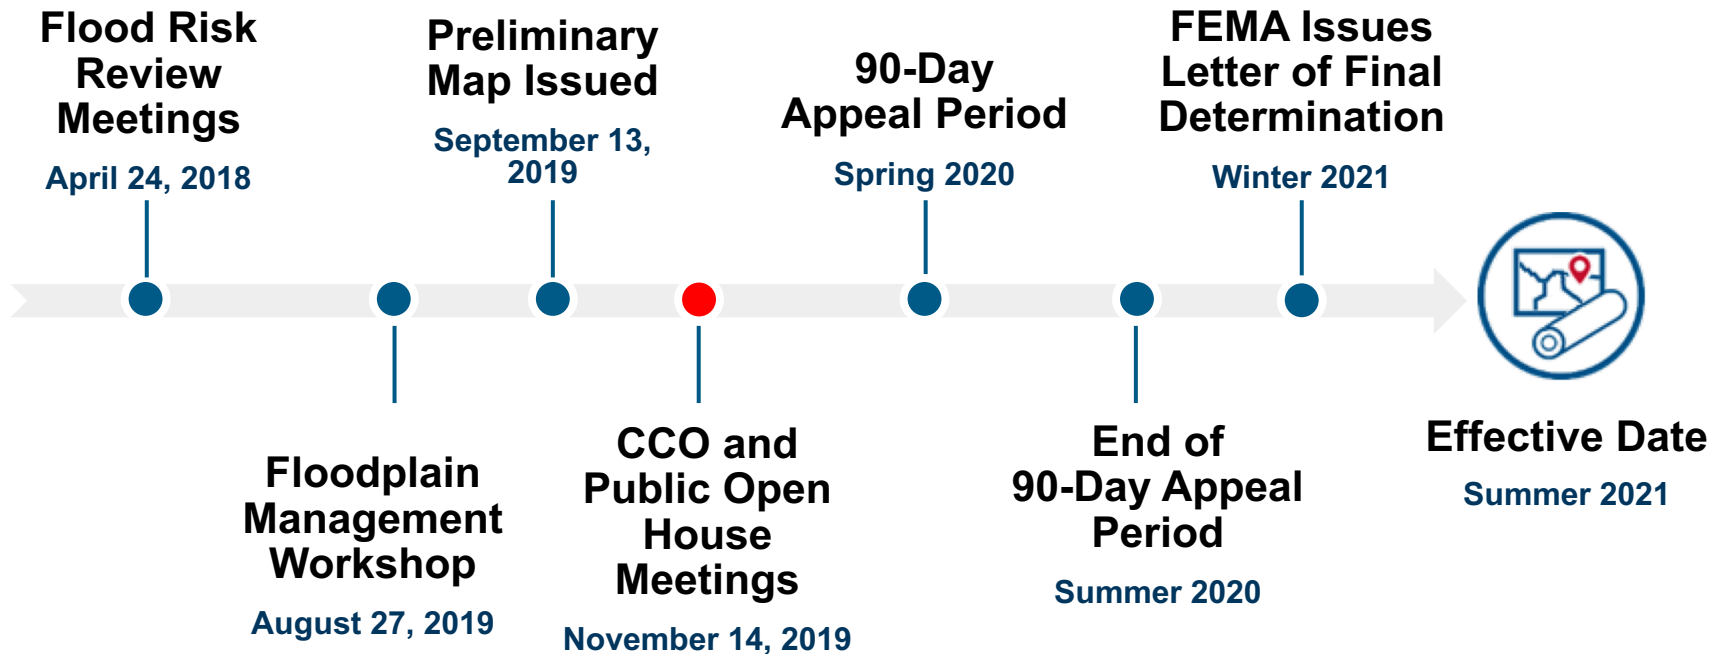 Flood Risk
Review
Meetings
April 24, 2018
Floodplain
Management
Workshop
August 27, 2019
Preliminary
Map Issued
September 13,
2019
CCO and
Public Open
House
Meetings
November 14, 2019
90-Day
Appeal Period
Spring 2020
End of
90-Day Appeal
Period
Summer 2020
FEMA Issues
Letter of Final
Determination
Winter 2021
Effective Date
Summer 2021